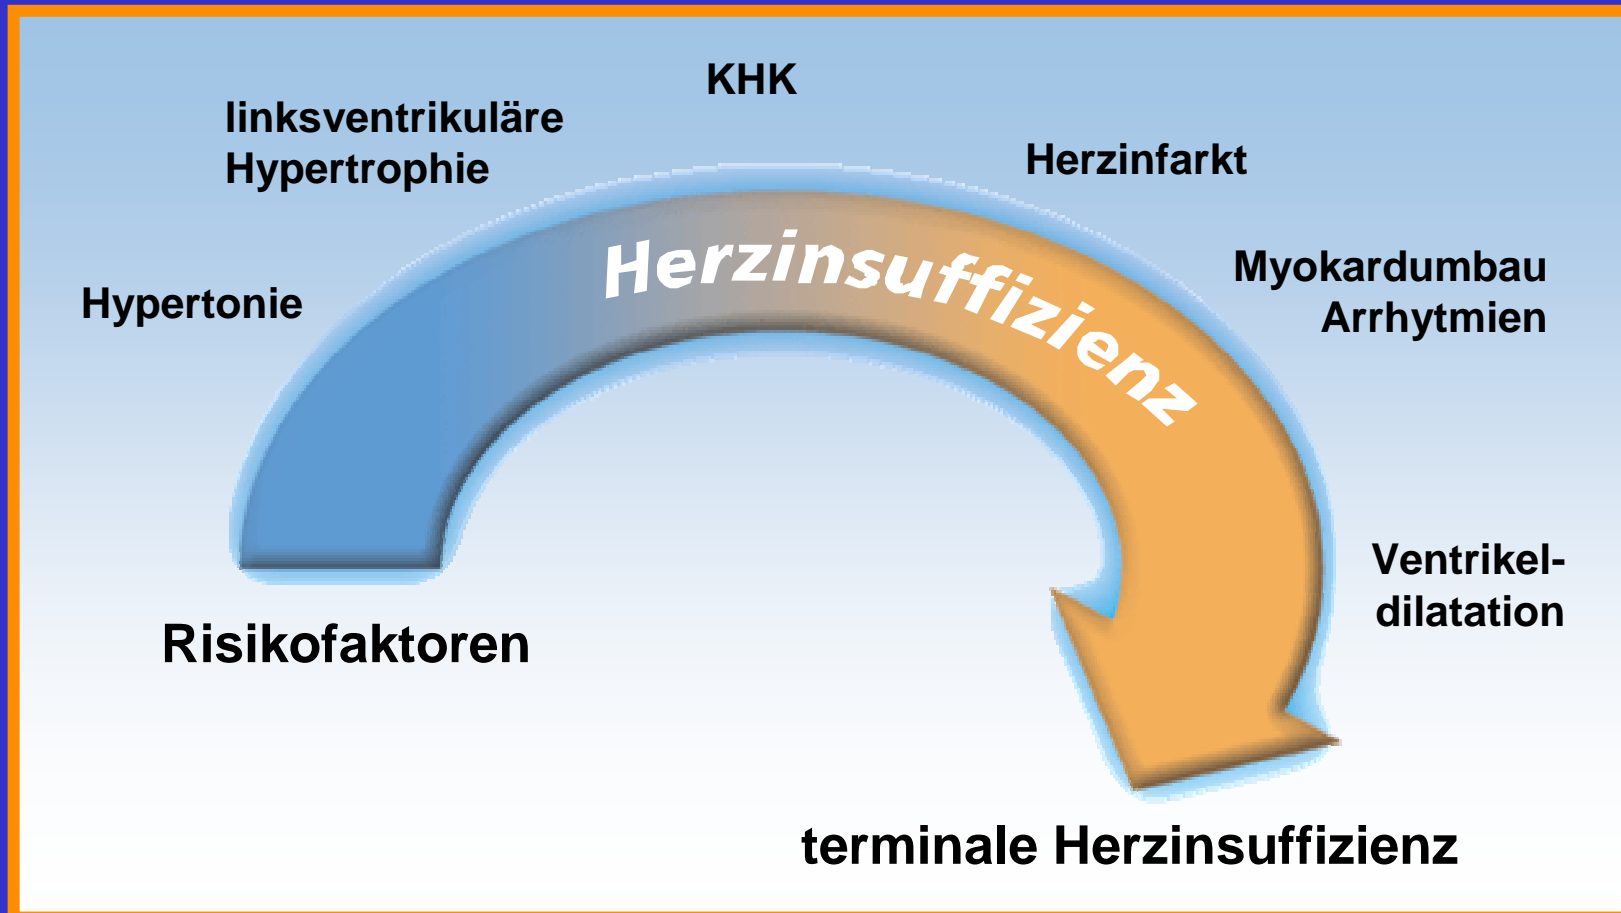 KHK
linksventrikuläre
Hypertrophie
Herzinfarkt
Herzinsuffizienz
Myokardumbau
Arrhytmien
Hypertonie
Ventrikel-
dilatation
Risikofaktoren
terminale Herzinsuffizienz